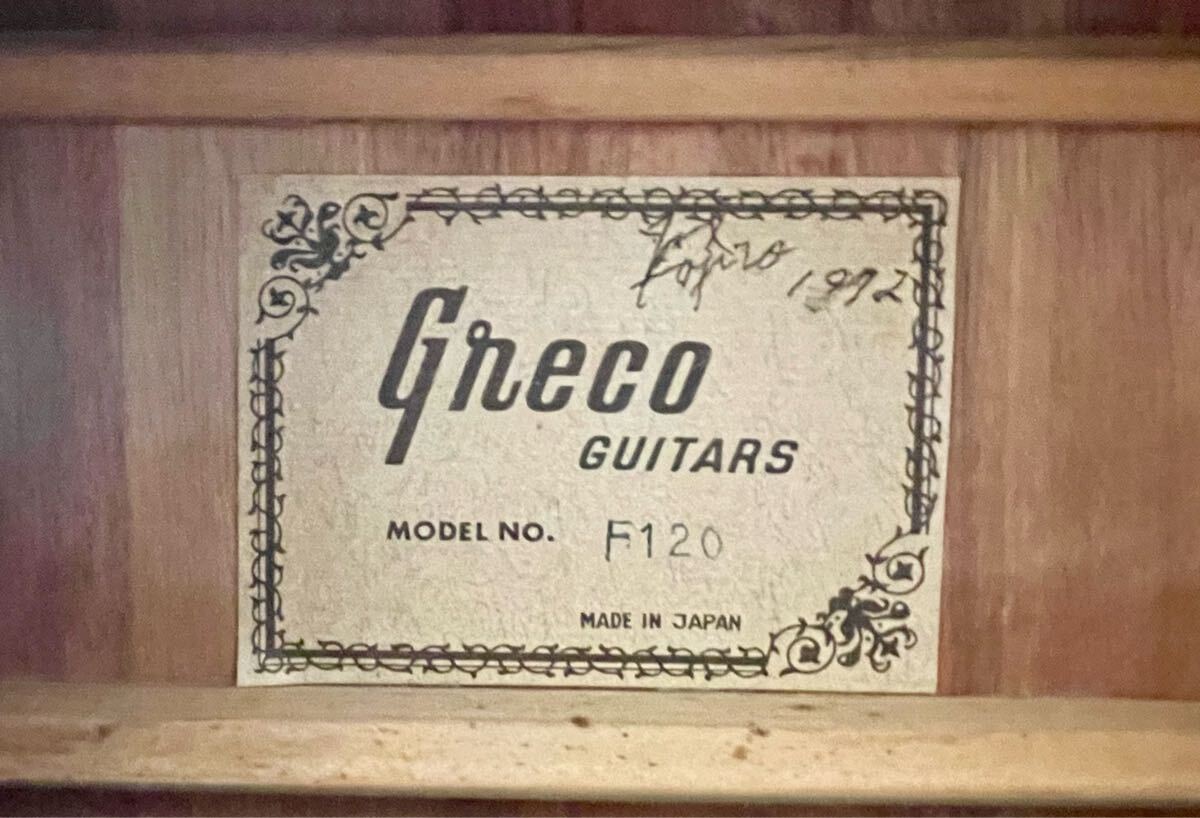 1972
Greco
GUITARS
MODEL NO. F120
MADE IN JAPAN